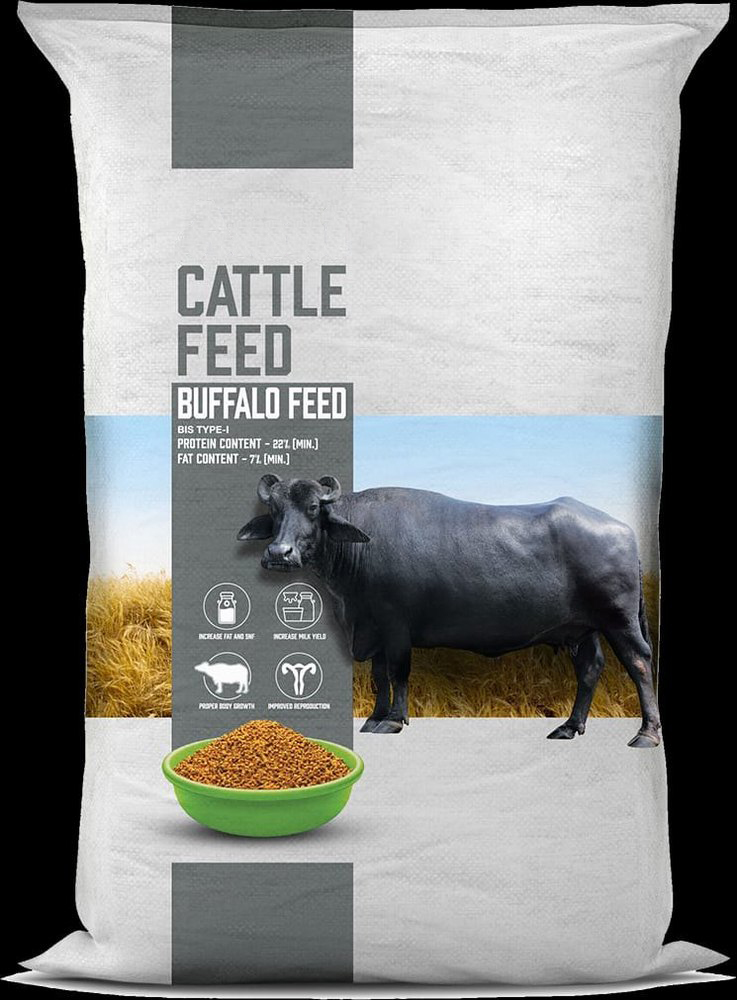 CATTLE
FEED
BUFFALO FEED
BIS TYPE-I
PROTEIN CONTENT - 22% (MIN.)
FAT CONTENT - 7% (MIN.)
INCREASE FAT AND SNF
INCREASE MILK YIELD
PROPER BODY GROWTH
IMPROVED REPRODUCTION